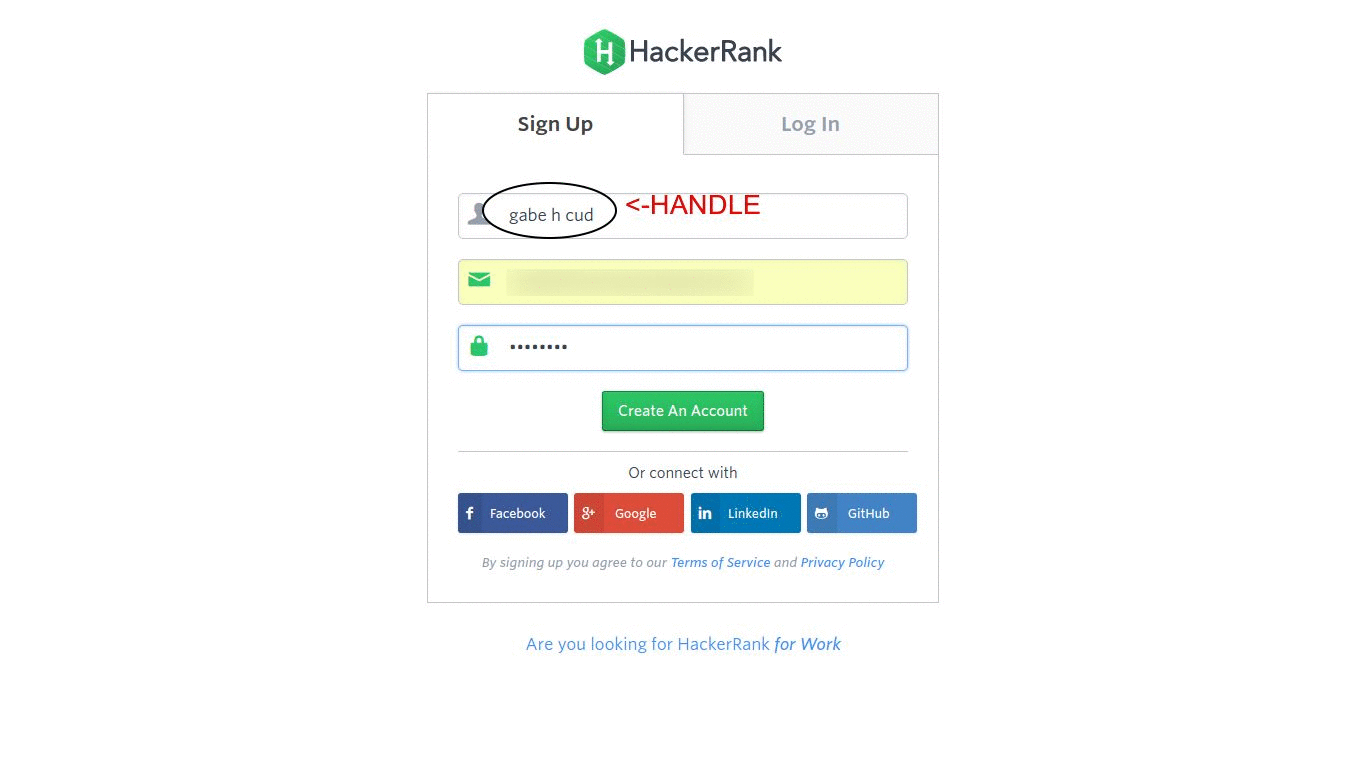 HackerRank
Sign Up
Log In
gabe h cud
<-HANDLE
••••••••
Create An Account
Or connect with
Facebook
Google
LinkedIn
GitHub
By signing up you agree to our Terms of Service and Privacy Policy
Are you looking for HackerRank for Work